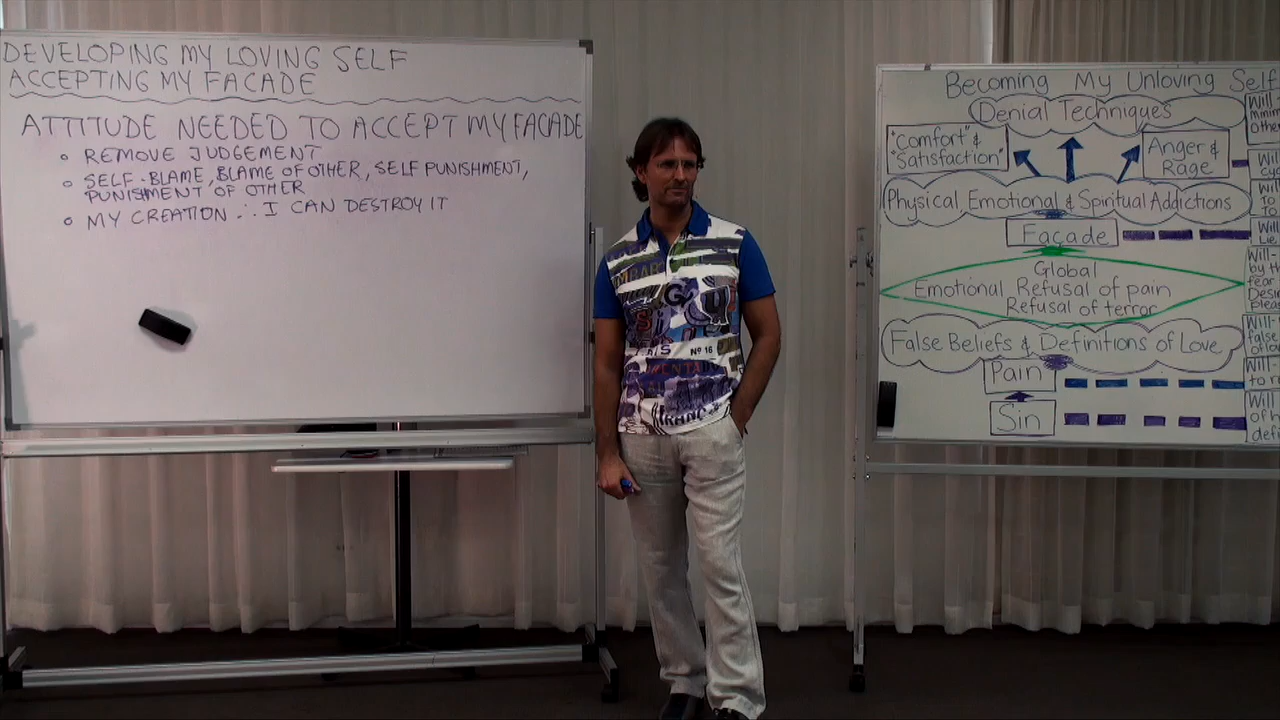 DEVELOPING MY LOVING SELF
ACCEPTING MY FACADE
ATTITUDE NEEDED TO ACCEPT MY FACADE
• REMOVE JUDGEMENT
• SELF-BLAME, BLAME OF OTHER, SELF PUNISHMENT,
PUNISHMENT OF OTHER
• MY CREATION ∴ I CAN DESTROY IT
Nº 16
Becoming My Unloving Self
Denial Techniques
"Comfort" &
"Satisfaction"
Anger &
Rage
Physical, Emotional & Spiritual Addictions
Façade
Global
Emotional Refusal of pain
Refusal of terror
False Beliefs & Definitions of Love
Pain
Sin